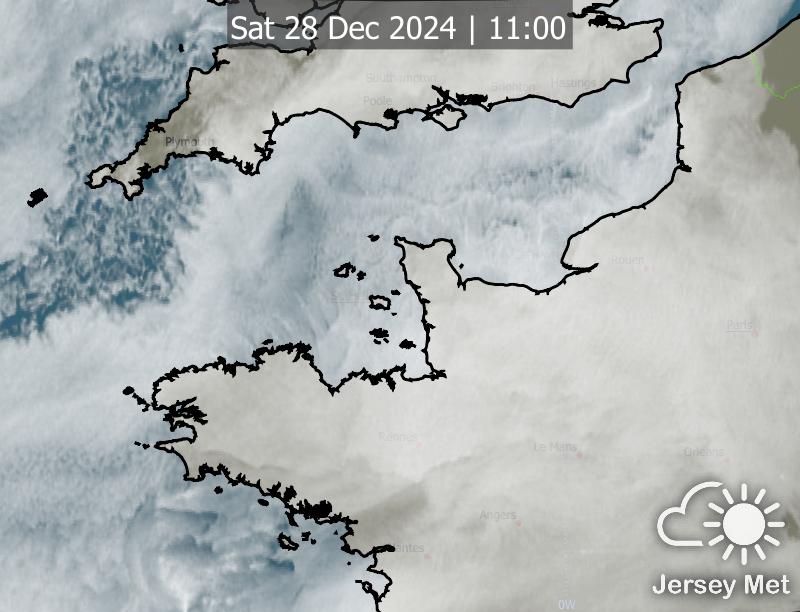 Sat 28 Dec 2024 | 11:00
Southampton
Brighton
Hastings
Poole
Plymouth
Rouen
Paris
Rennes
Le Mans
Orleans
Angers
Nantes
0W
Jersey Met